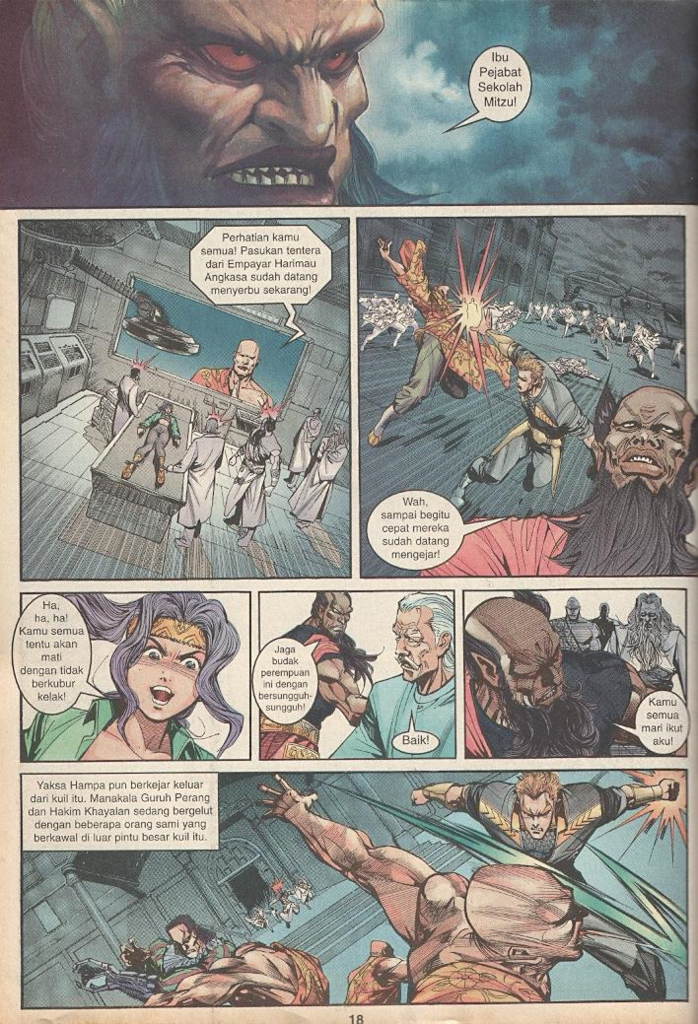 Ibu
Pejabat
Sekolah
Mitzu!
Perhatian kamu
semua! Pasukan tentera
dari Empayar Harimau
Angkasa sudah datang
menyerbu sekarang!
Wah,
sampai begitu
cepat mereka
sudah datang
mengejar!
Ha,
ha, ha!
Kamu semua
tentu akan
mati
dengan tidak
berkubur
kelak!
Jaga
budak
perempuan
ini dengan
bersungguh-
sungguh!
Baik!
Kamu
semua
mari ikut
aku!
Yaksa Hampa pun berkejar keluar
dari kuil itu. Manakala Guruh Perang
dan Hakim Khayalan sedang bergelut
dengan beberapa orang sami yang
berkawal di luar pintu besar kuil itu.
18